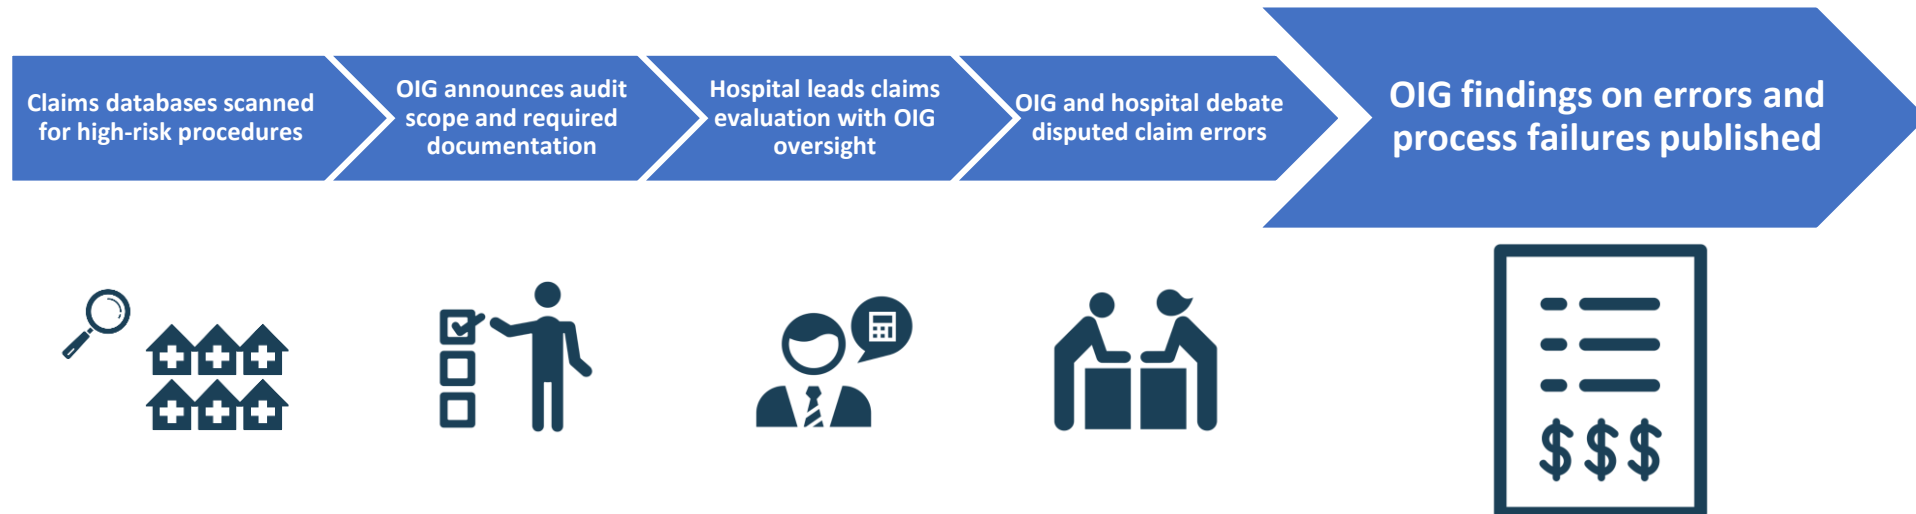 Claims databases scanned
for high-risk procedures
OIG announces audit
scope and required
documentation
Hospital leads claims
evaluation with OIG
oversight
OIG and hospital debate
disputed claim errors
OIG findings on errors and
process failures published
$$$